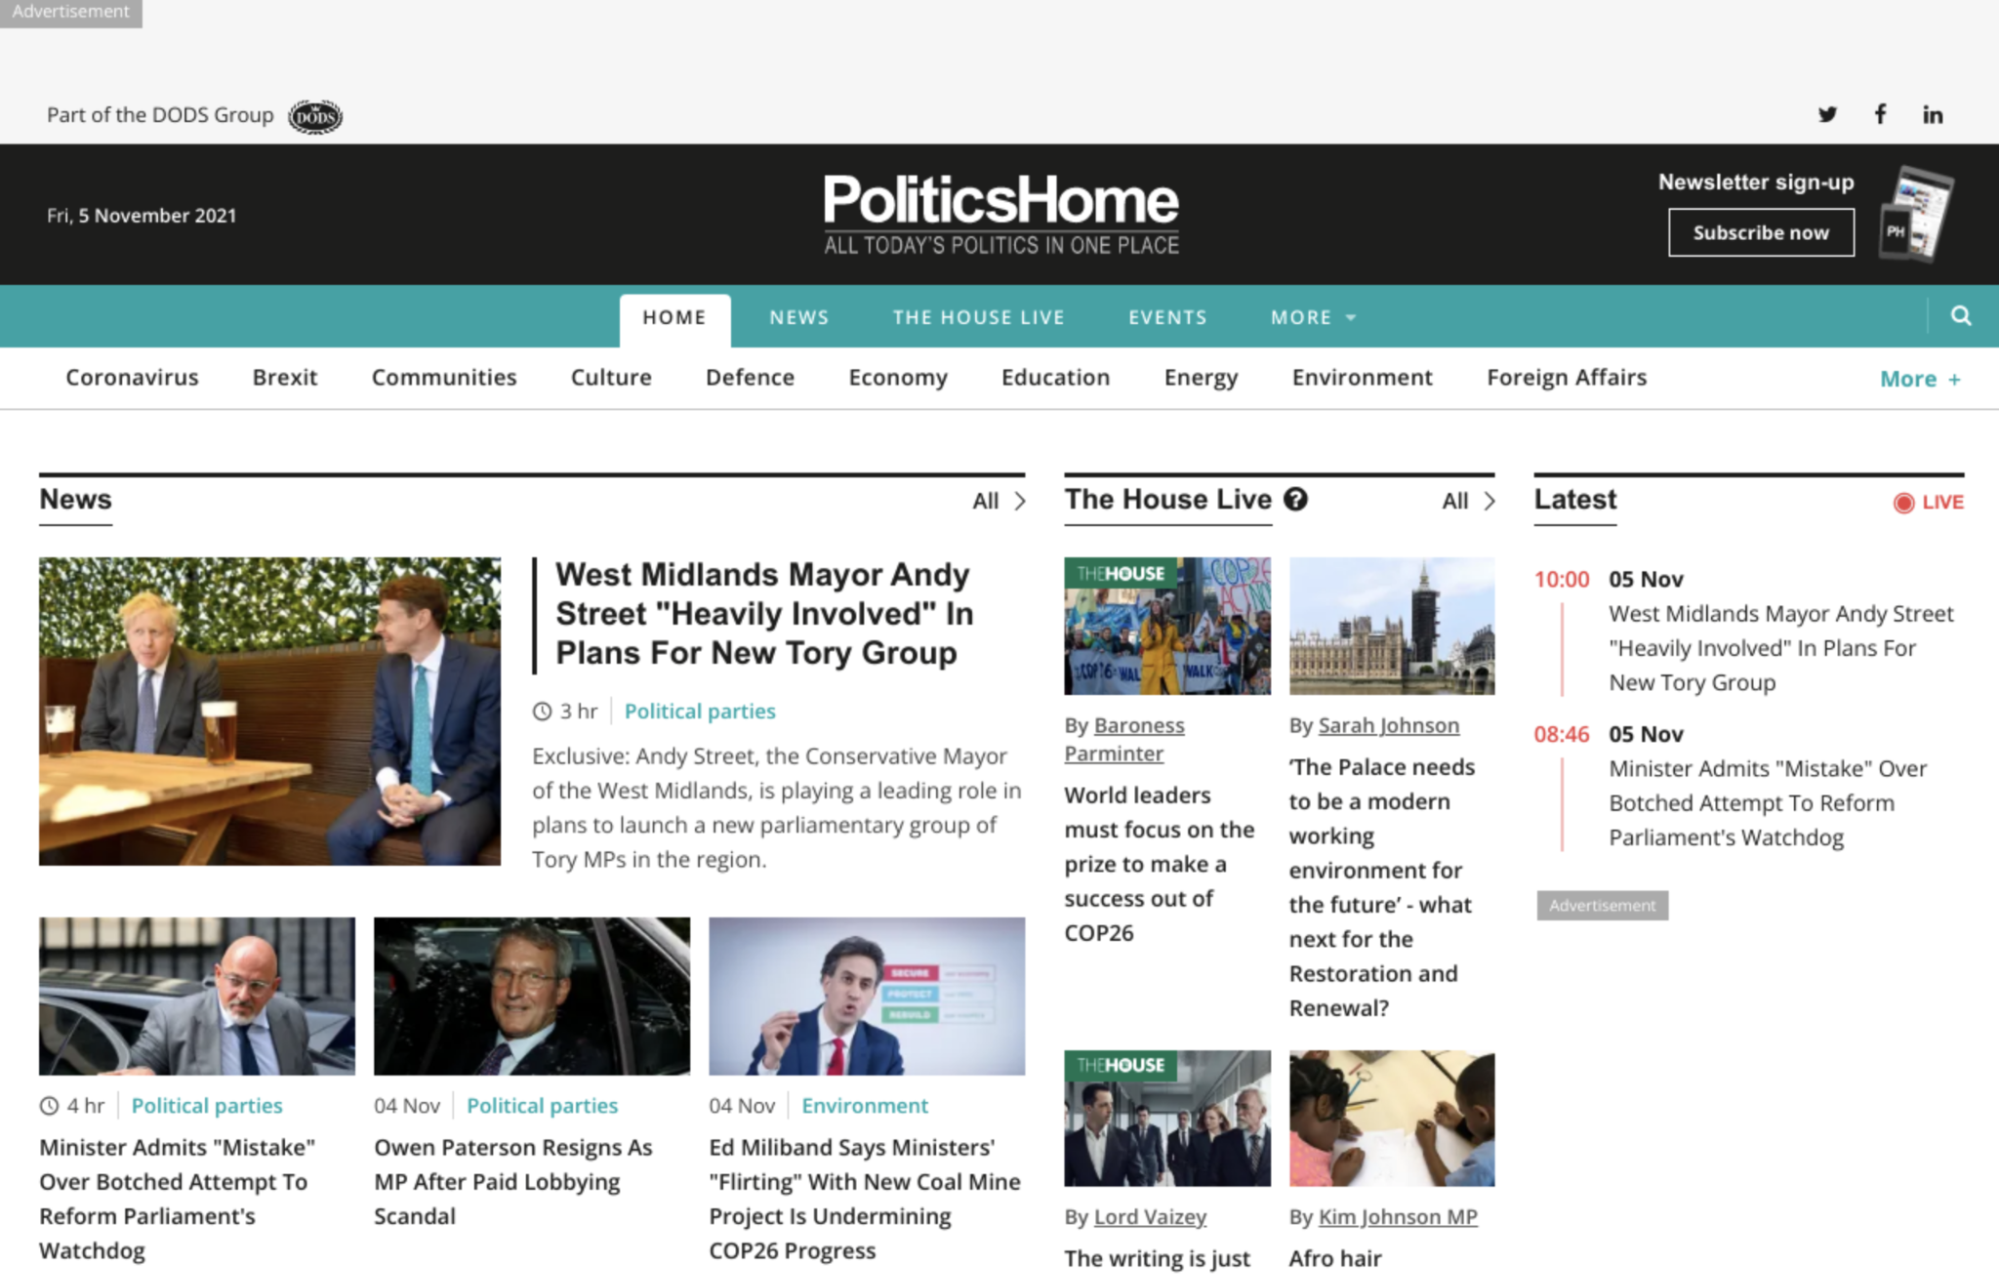 Advertisement
Part of the DODS Group
DODS
Fri, 5 November 2021
PoliticsHome
ALL TODAY'S POLITICS IN ONE PLACE
Newsletter sign-up
Subscribe now
PH
HOME
NEWS
THE HOUSE LIVE
EVENTS
MORE
Coronavirus
Brexit
Communities
Culture
Defence
Economy
Education
Energy
Environment
Foreign Affairs
More +
News
All
West Midlands Mayor Andy
Street "Heavily Involved" In
Plans For New Tory Group
3 hr
Political parties
Exclusive: Andy Street, the Conservative Mayor
of the West Midlands, is playing a leading role in
plans to launch a new parliamentary group of
Tory MPs in the region.
SECURE
PROTECT
REBUILD
4 hr
Political parties
Minister Admits "Mistake"
Over Botched Attempt To
Reform Parliament's
Watchdog
04 Nov
Political parties
Owen Paterson Resigns As
MP After Paid Lobbying
Scandal
04 Nov
Environment
Ed Miliband Says Ministers'
"Flirting" With New Coal Mine
Project Is Undermining
COP26 Progress
The House Live
All
THEHOUSE
By Baroness
Parminter
World leaders
must focus on the
prize to make a
success out of
COP26
By Sarah Johnson
‘The Palace needs
to be a modern
working
environment for
the future’ - what
next for the
Restoration and
Renewal?
THEHOUSE
By Lord Vaizey
The writing is just
By Kim Johnson MP
Afro hair
Latest
LIVE
10:00 05 Nov
West Midlands Mayor Andy Street
"Heavily Involved" In Plans For
New Tory Group
08:46 05 Nov
Minister Admits "Mistake" Over
Botched Attempt To Reform
Parliament's Watchdog
Advertisement